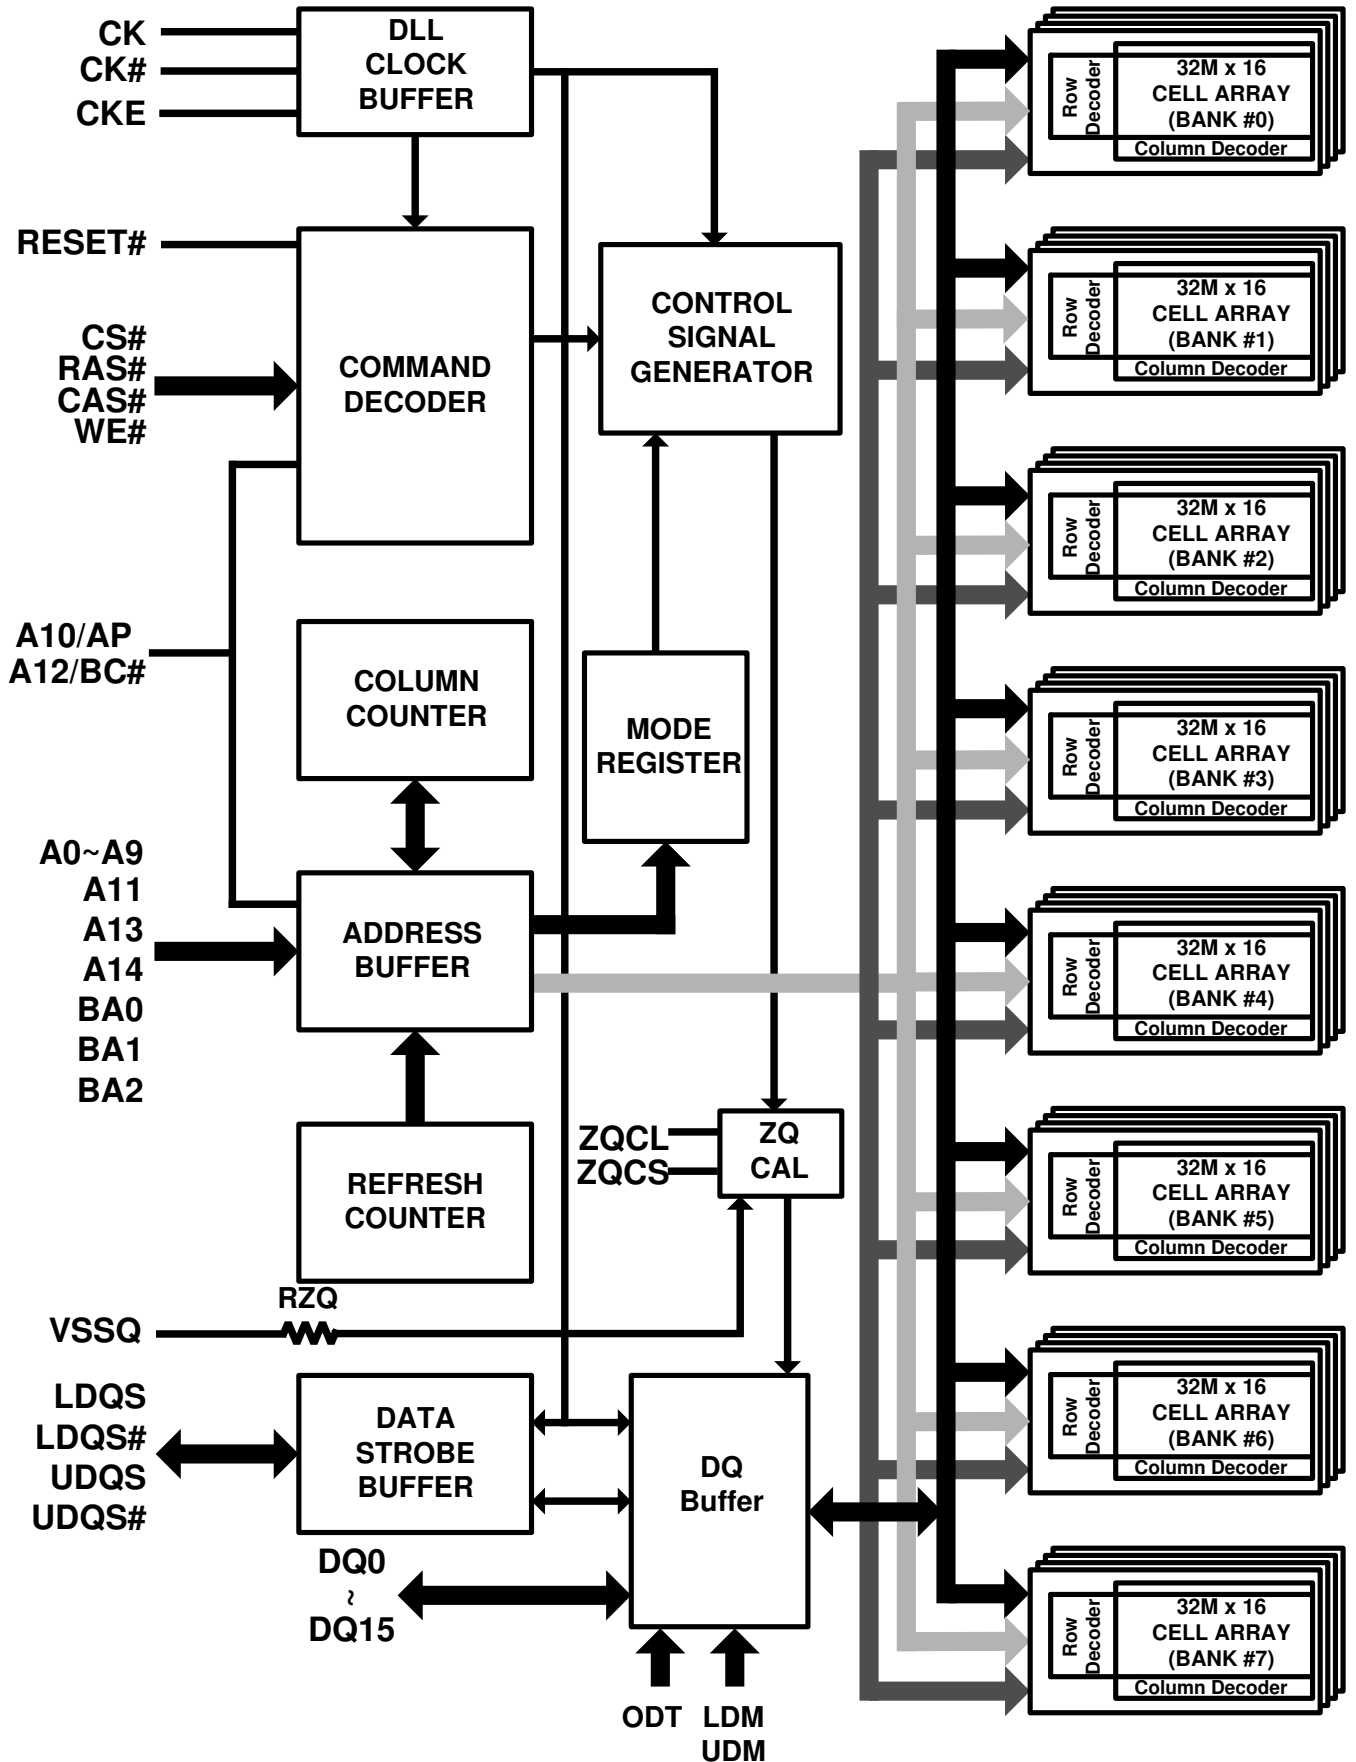 CK
CK#
CKE
DLL
CLOCK
BUFFER
RESET#
CS#
RAS#
CAS#
WE#
COMMAND
DECODER
CONTROL
SIGNAL
GENERATOR
A10/AP
A12/BC#
COLUMN
COUNTER
MODE
REGISTER
A0~A9
A11
A13
A14
BA0
BA1
BA2
ADDRESS
BUFFER
REFRESH
COUNTER
ZQCL
ZQCS
ZQ
CAL
RZQ
VSSQ
LDQS
LDQS#
UDQS
UDQS#
DATA
STROBE
BUFFER
DQ
Buffer
DQ0
~
DQ15
ODT
LDM
UDM
Row
Decoder
32M x 16
CELL ARRAY
(BANK #0)
Column Decoder
Row
Decoder
32M x 16
CELL ARRAY
(BANK #1)
Column Decoder
Row
Decoder
32M x 16
CELL ARRAY
(BANK #2)
Column Decoder
Row
Decoder
32M x 16
CELL ARRAY
(BANK #3)
Column Decoder
Row
Decoder
32M x 16
CELL ARRAY
(BANK #4)
Column Decoder
Row
Decoder
32M x 16
CELL ARRAY
(BANK #5)
Column Decoder
Row
Decoder
32M x 16
CELL ARRAY
(BANK #6)
Column Decoder
Row
Decoder
32M x 16
CELL ARRAY
(BANK #7)
Column Decoder